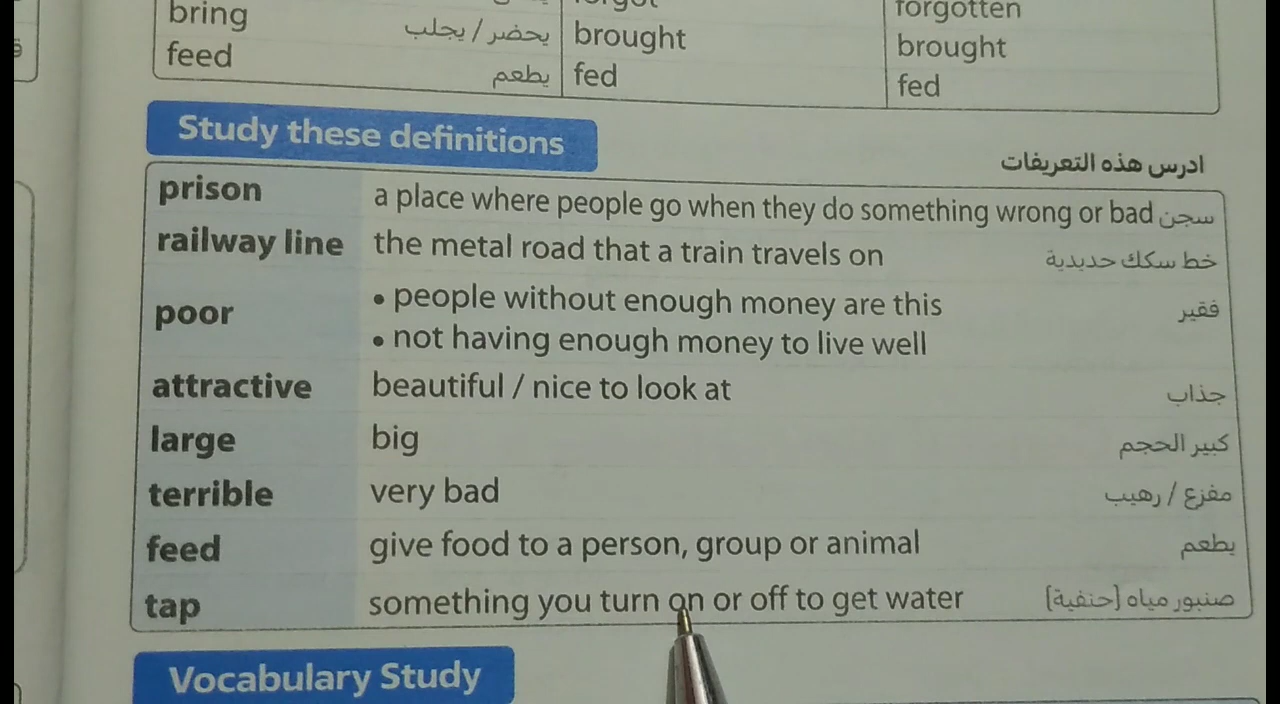 forgotten
bring يحضر / يجلب brought brought
feed يطعم fed fed
Study these definitions
ادرس هذه التعريفات
prison a place where people go when they do something wrong or bad سجن
railway line the metal road that a train travels on خط سكك حديدية
poor • people without enough money are this فقير
• not having enough money to live well
attractive beautiful / nice to look at جذاب
large big كبير الحجم
terrible very bad مفزع / رهيب
feed give food to a person, group or animal يطعم
tap something you turn on or off to get water صنبور مياه (حنفية)
Vocabulary Study